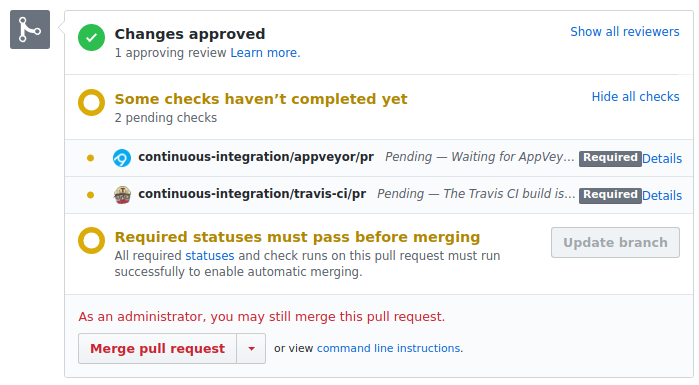 Changes approved
Show all reviewers
1 approving review Learn more.
Some checks haven’t completed yet
Hide all checks
2 pending checks
continuous-integration/appveyor/pr Pending — Waiting for AppVey… Required Details
continuous-integration/travis-ci/pr Pending — The Travis CI build is… Required Details
Required statuses must pass before merging
All required statuses and check runs on this pull request must run
successfully to enable automatic merging.
Update branch
As an administrator, you may still merge this pull request.
Merge pull request or view command line instructions.